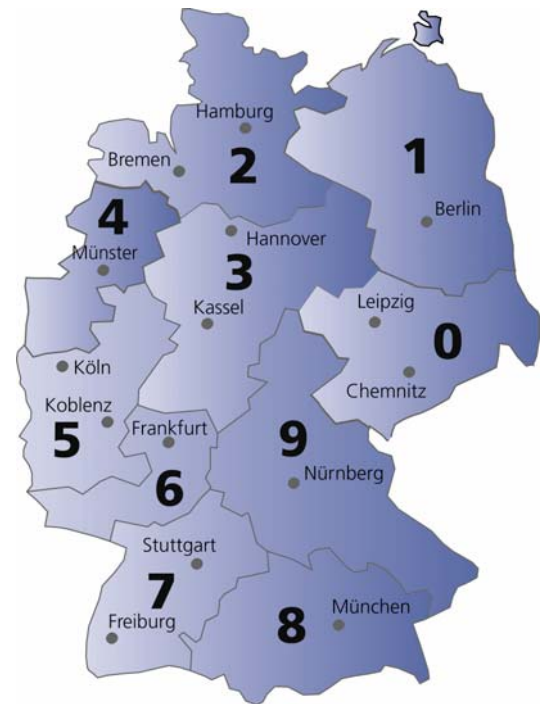 Hamburg
1
Bremen
2
4
Berlin
Münster
Hannover
3
Kassel
Leipzig
0
Köln
Chemnitz
Koblenz
Frankfurt
9
5
Nürnberg
6
Stuttgart
7
München
Freiburg
8